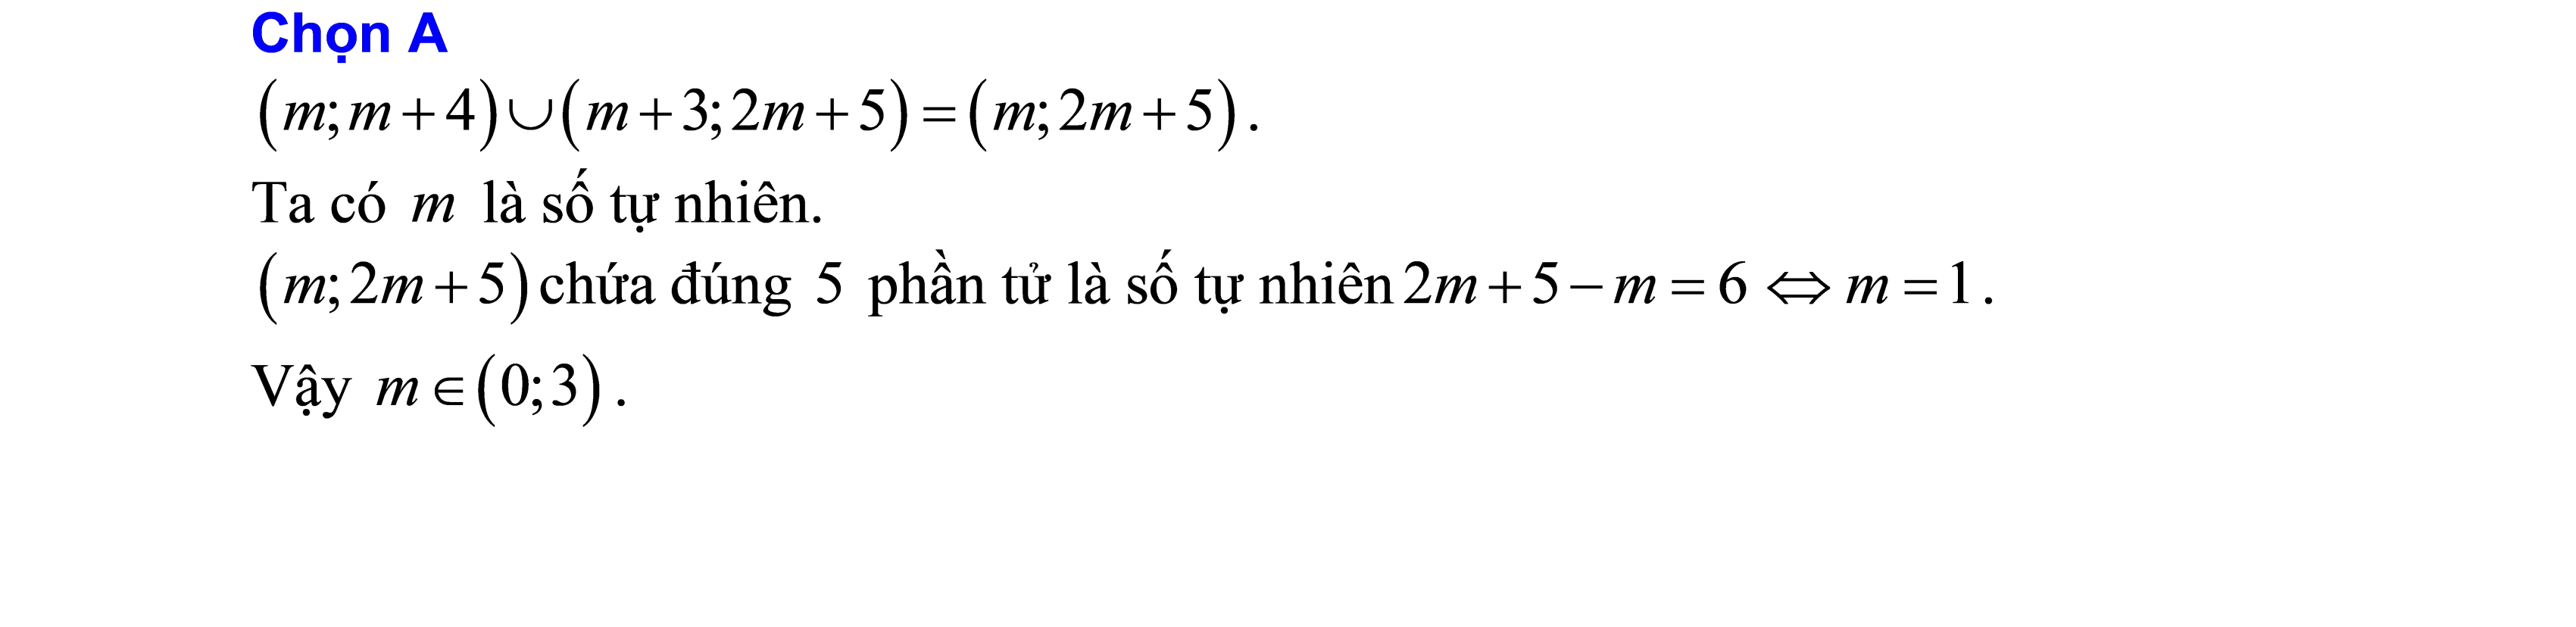 Chọn A
(m; m + 4) ∪ (m + 3; 2m + 5) = (m; 2m + 5).
Ta có m là số tự nhiên.
(m; 2m + 5) chứa đúng 5 phần tử là số tự nhiên 2m + 5 − m = 6 ⇔ m = 1.
Vậy m ∈ (0;3).